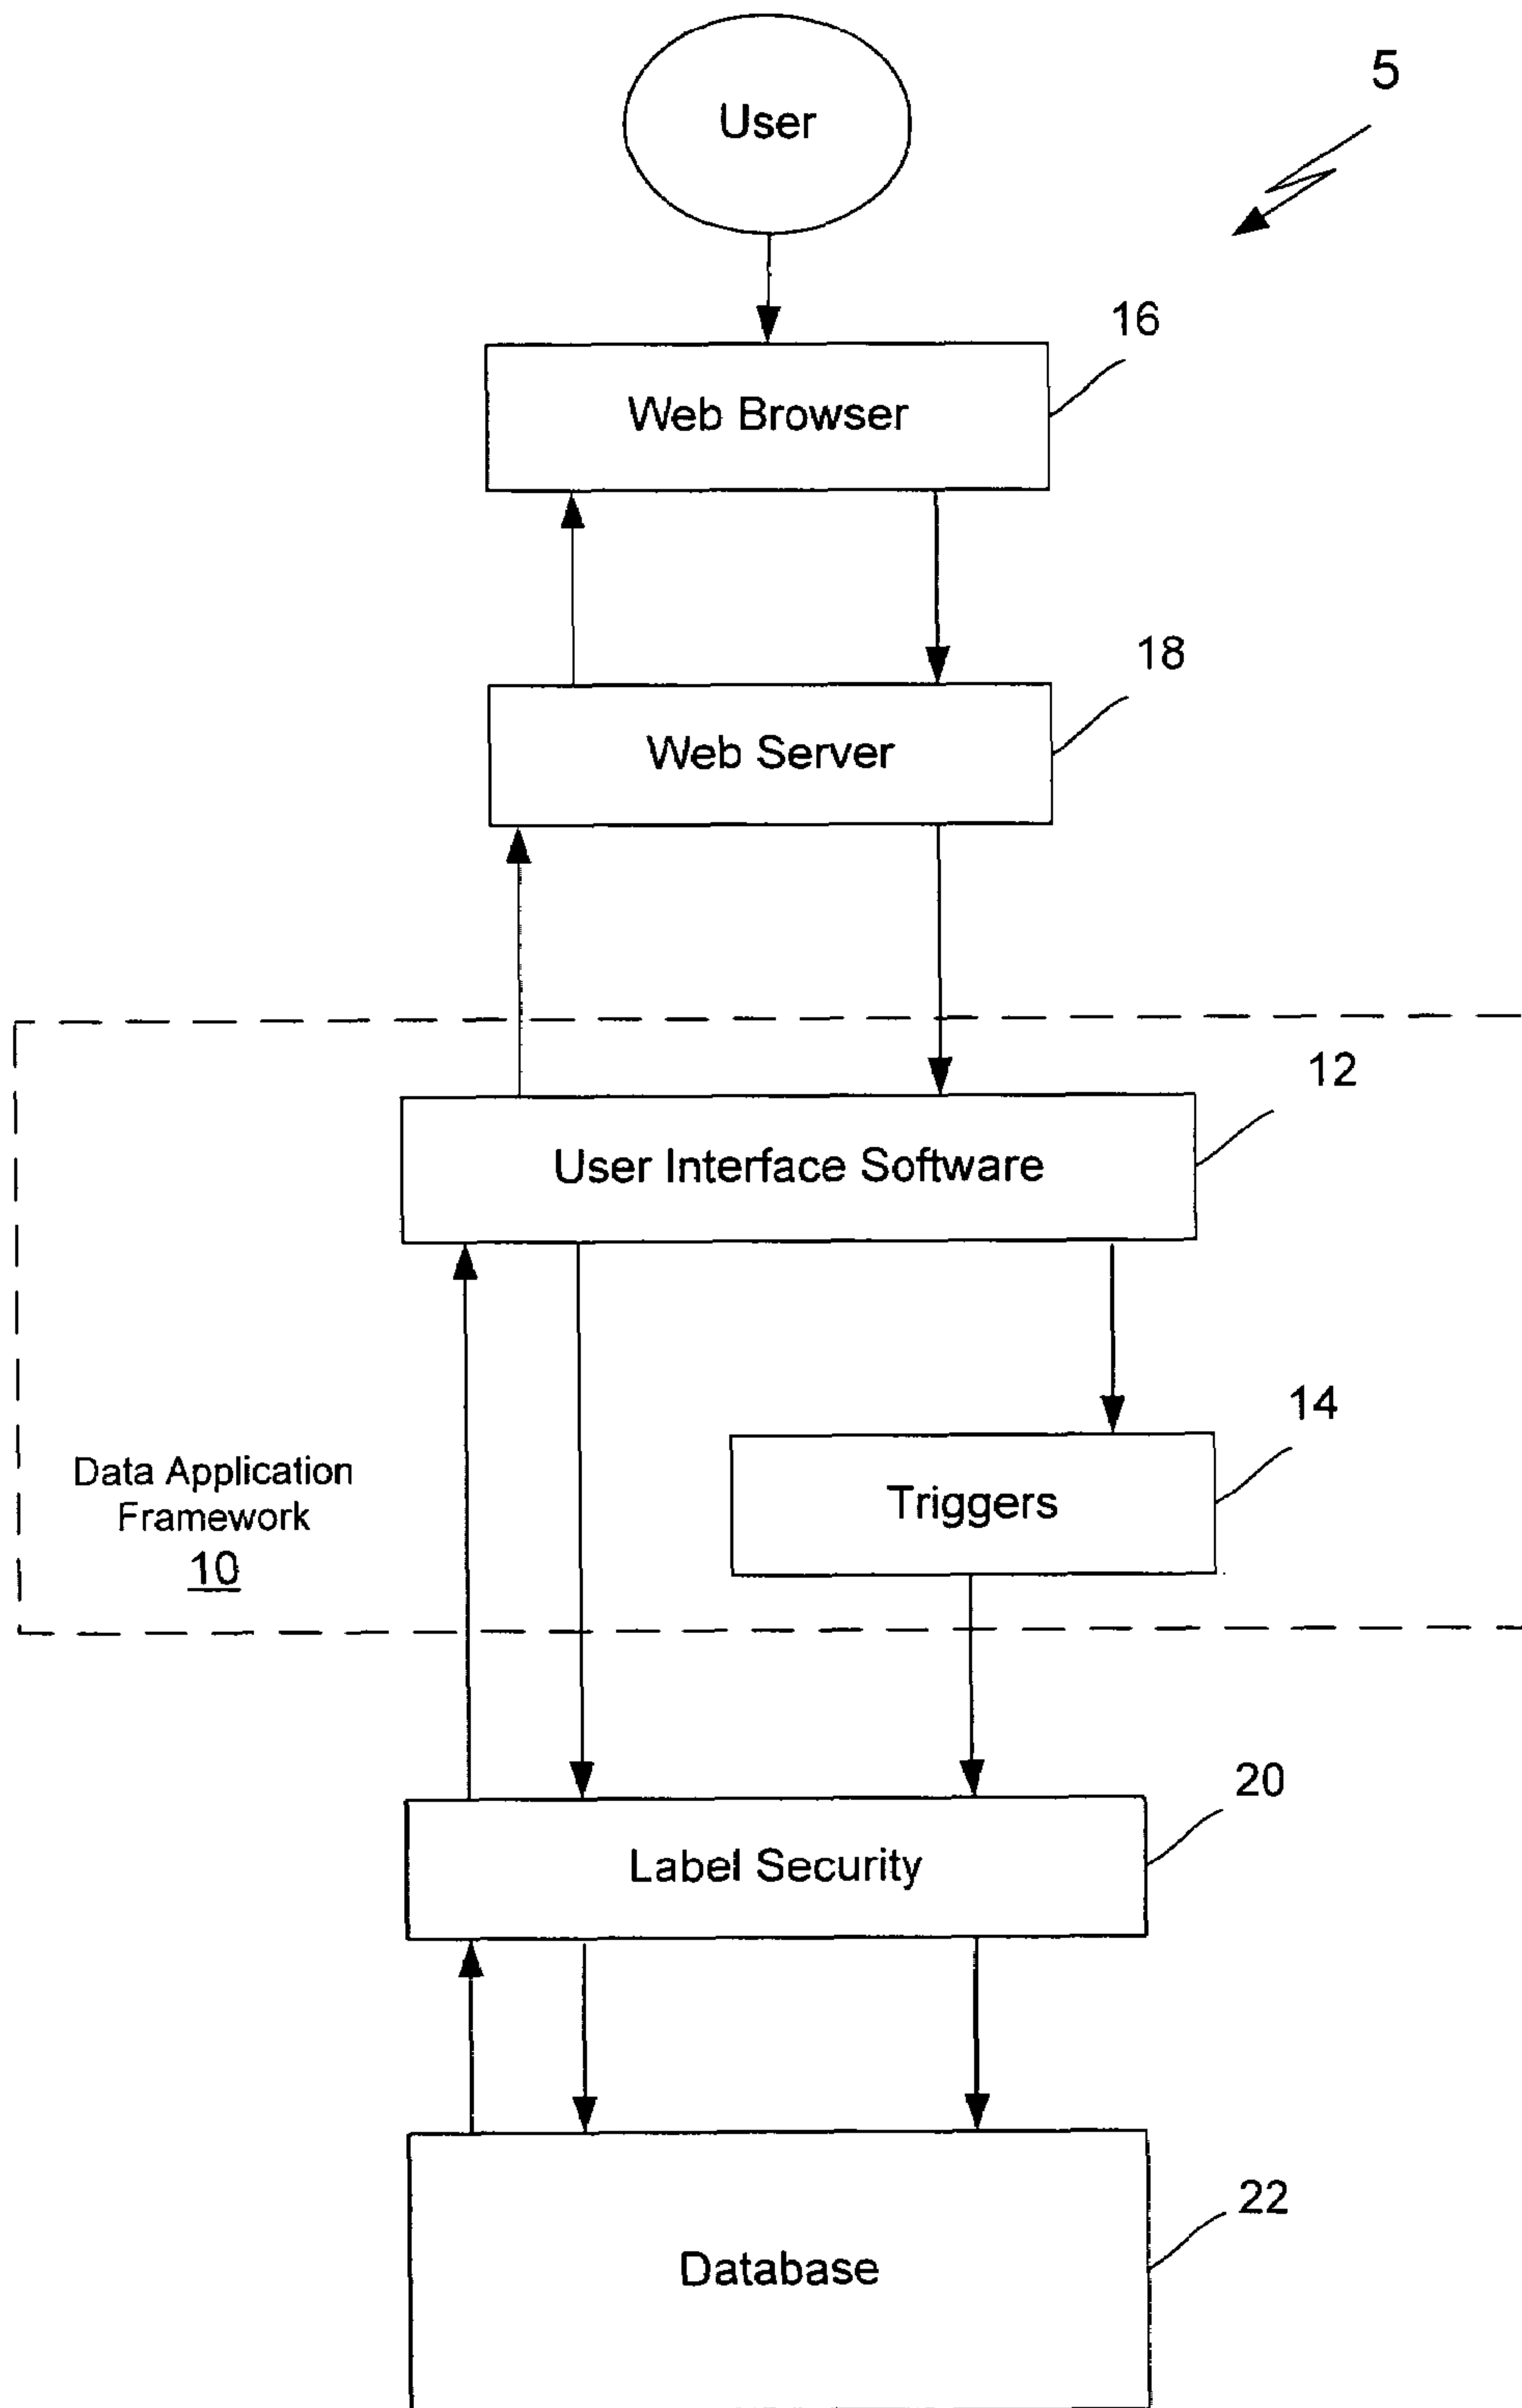 User
5
16
Web Browser
18
Web Server
12
User Interface Software
14
Triggers
Data Application
Framework
10
20
Label Security
22
Database